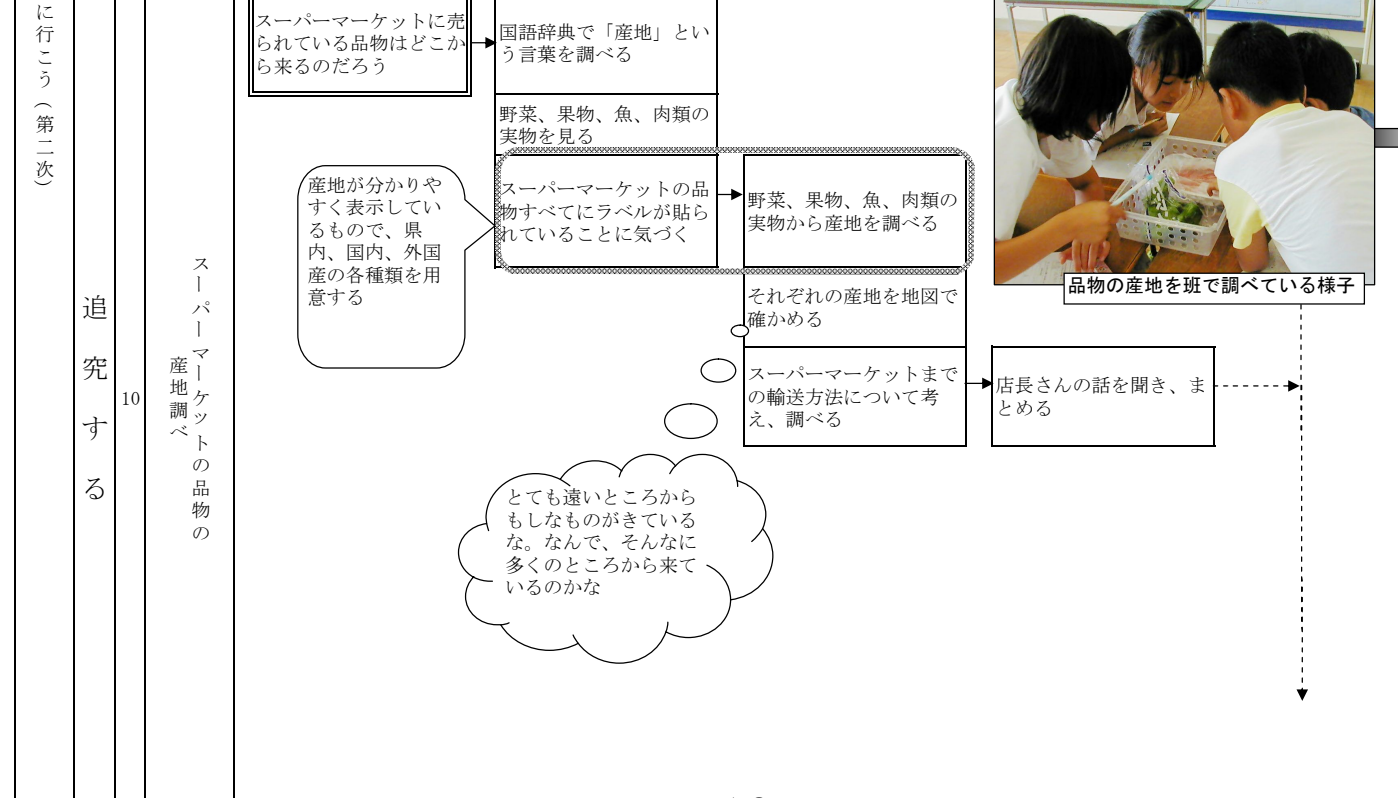 に行こう（第二次）
追究する
10
スーパーマーケットの品物の
産地調べ
スーパーマーケットに売
られている品物はどこか
ら来るのだろう
国語辞典で「産地」とい
う言葉を調べる
野菜、果物、魚、肉類の
実物を見る
産地が分かりや
すく表示してい
るもので、県
内、国内、外国
産の各種類を用
意する
スーパーマーケットの品
物すべてにラベルが貼ら
れていることに気づく
野菜、果物、魚、肉類の
実物から産地を調べる
品物の産地を班で調べている様子
それぞれの産地を地図で
確かめる
スーパーマーケットまで
の輸送方法について考
え、調べる
店長さんの話を聞き、ま
とめる
とても遠いところから
もしなものがきている
な。なんで、そんなに
多くのところから来て
いるのかな